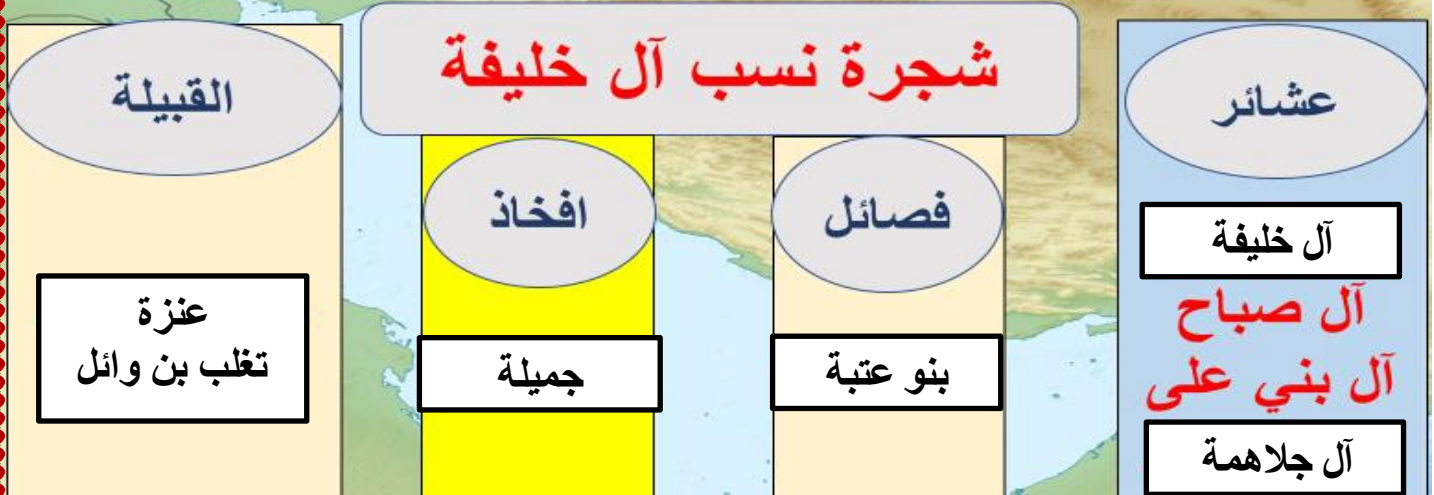 شجرة نسب آل خليفة
عشائر
آل خليفة
آل صباح
آل بني على
آل جلاهمة
فصائل
بنو عتبة
افخاذ
جميلة
القبيلة
عنزة
تغلب بن وائل